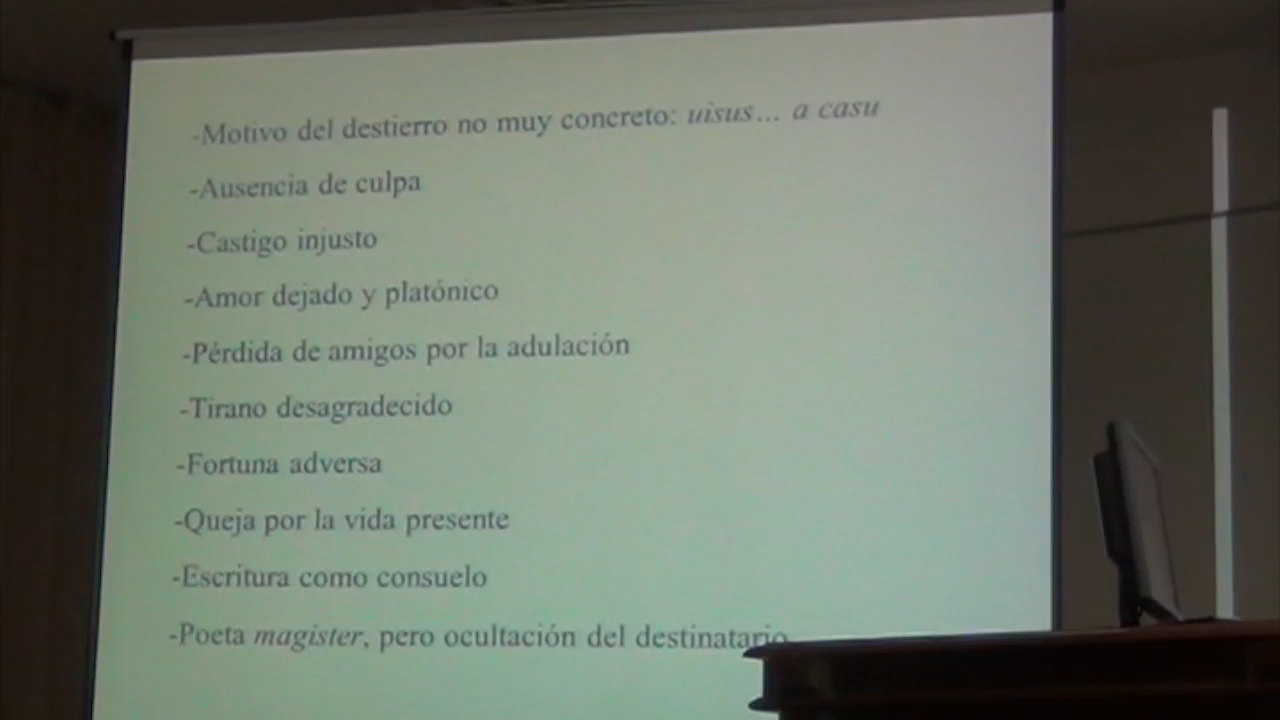 -Motivo del destierro no muy concreto: uisus... a casu
-Ausencia de culpa
-Castigo injusto
-Amor dejado y platónico
-Pérdida de amigos por la adulación
-Tirano desagradecido
-Fortuna adversa
-Queja por la vida presente
-Escritura como consuelo
-Poeta magister, pero ocultación del destinatario